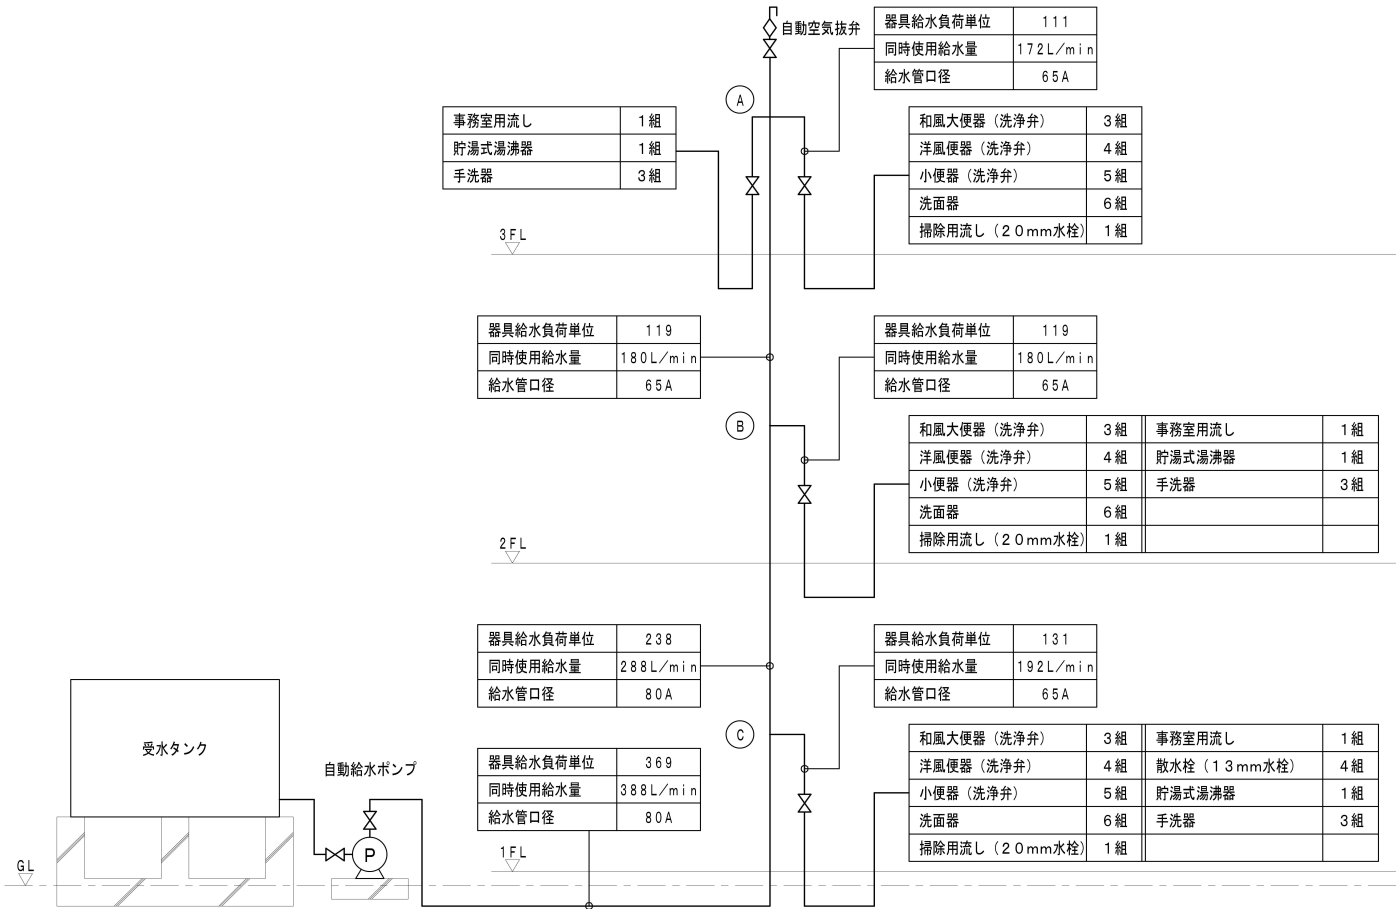 自動空気抜弁
器具給水負荷単位 111
同時使用給水量 172L/min
給水管口径 65A
A
事務室用流し 1組
貯湯式湯沸器 1組
手洗器 3組
和風大便器(洗浄弁) 3組
洋風便器(洗浄弁) 4組
小便器(洗浄弁) 5組
洗面器 6組
掃除用流し(20mm水栓) 1組
3FL
器具給水負荷単位 119
同時使用給水量 180L/min
給水管口径 65A
器具給水負荷単位 119
同時使用給水量 180L/min
給水管口径 65A
B
和風大便器(洗浄弁) 3組 事務室用流し 1組
洋風便器(洗浄弁) 4組 貯湯式湯沸器 1組
小便器(洗浄弁) 5組 手洗器 3組
洗面器 6組
掃除用流し(20mm水栓) 1組
2FL
器具給水負荷単位 238
同時使用給水量 288L/min
給水管口径 80A
器具給水負荷単位 131
同時使用給水量 192L/min
給水管口径 65A
C
和風大便器(洗浄弁) 3組 事務室用流し 1組
洋風便器(洗浄弁) 4組 散水栓(13mm水栓) 4組
小便器(洗浄弁) 5組 貯湯式湯沸器 1組
洗面器 6組 手洗器 3組
掃除用流し(20mm水栓) 1組
受水タンク
自動給水ポンプ
器具給水負荷単位 369
同時使用給水量 388L/min
給水管口径 80A
P
1FL
GL